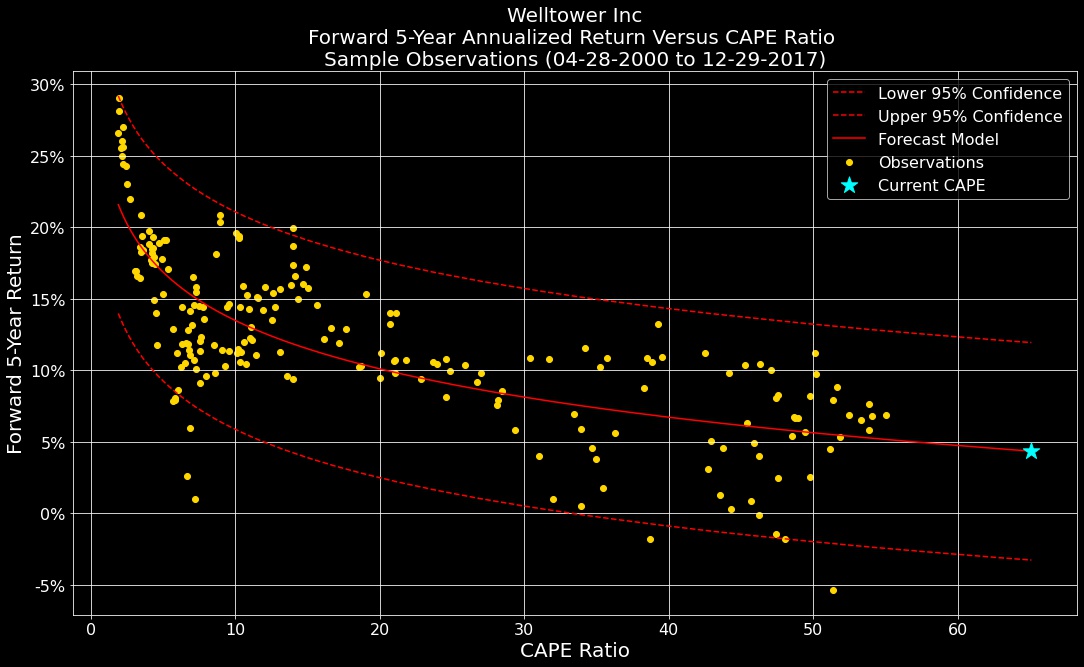 Welltower Inc
Forward 5-Year Annualized Return Versus CAPE Ratio
Sample Observations (04-28-2000 to 12-29-2017)
Lower 95% Confidence
Upper 95% Confidence
Forecast Model
Observations
Current CAPE
Forward 5-Year Return
30%
25%
20%
15%
10%
5%
0%
-5%
0 10 20 30 40 50 60
CAPE Ratio